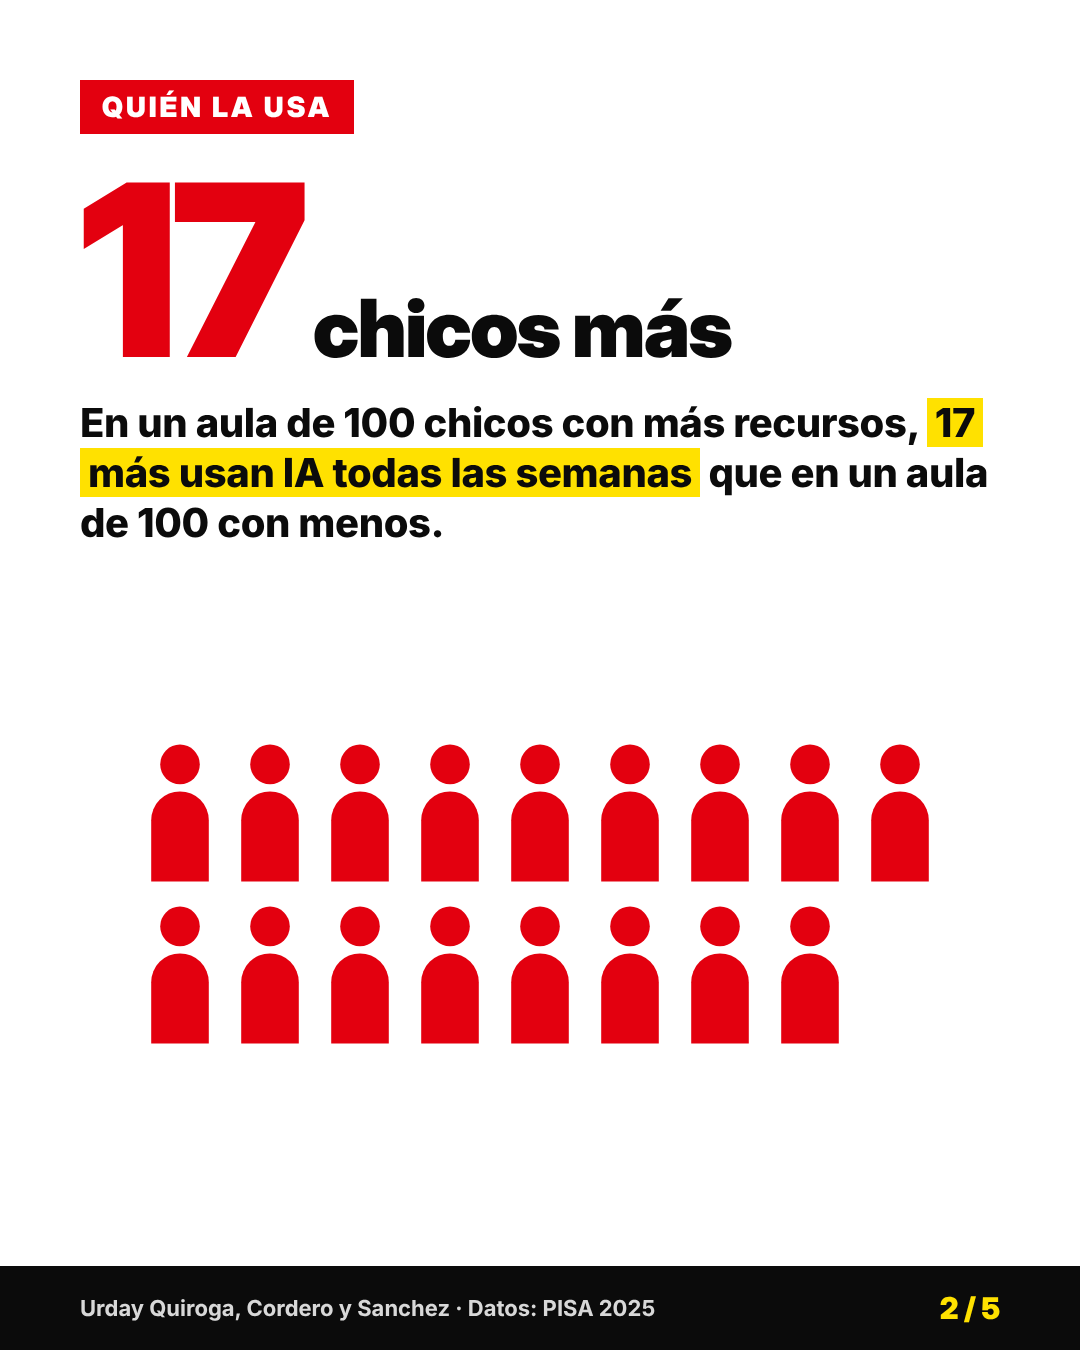 QUIÉN LA USA
17 chicos más
En un aula de 100 chicos con más recursos, 17
más usan IA todas las semanas que en un aula
de 100 con menos.
Urday Quiroga, Cordero y Sanchez · Datos: PISA 2025
2 / 5